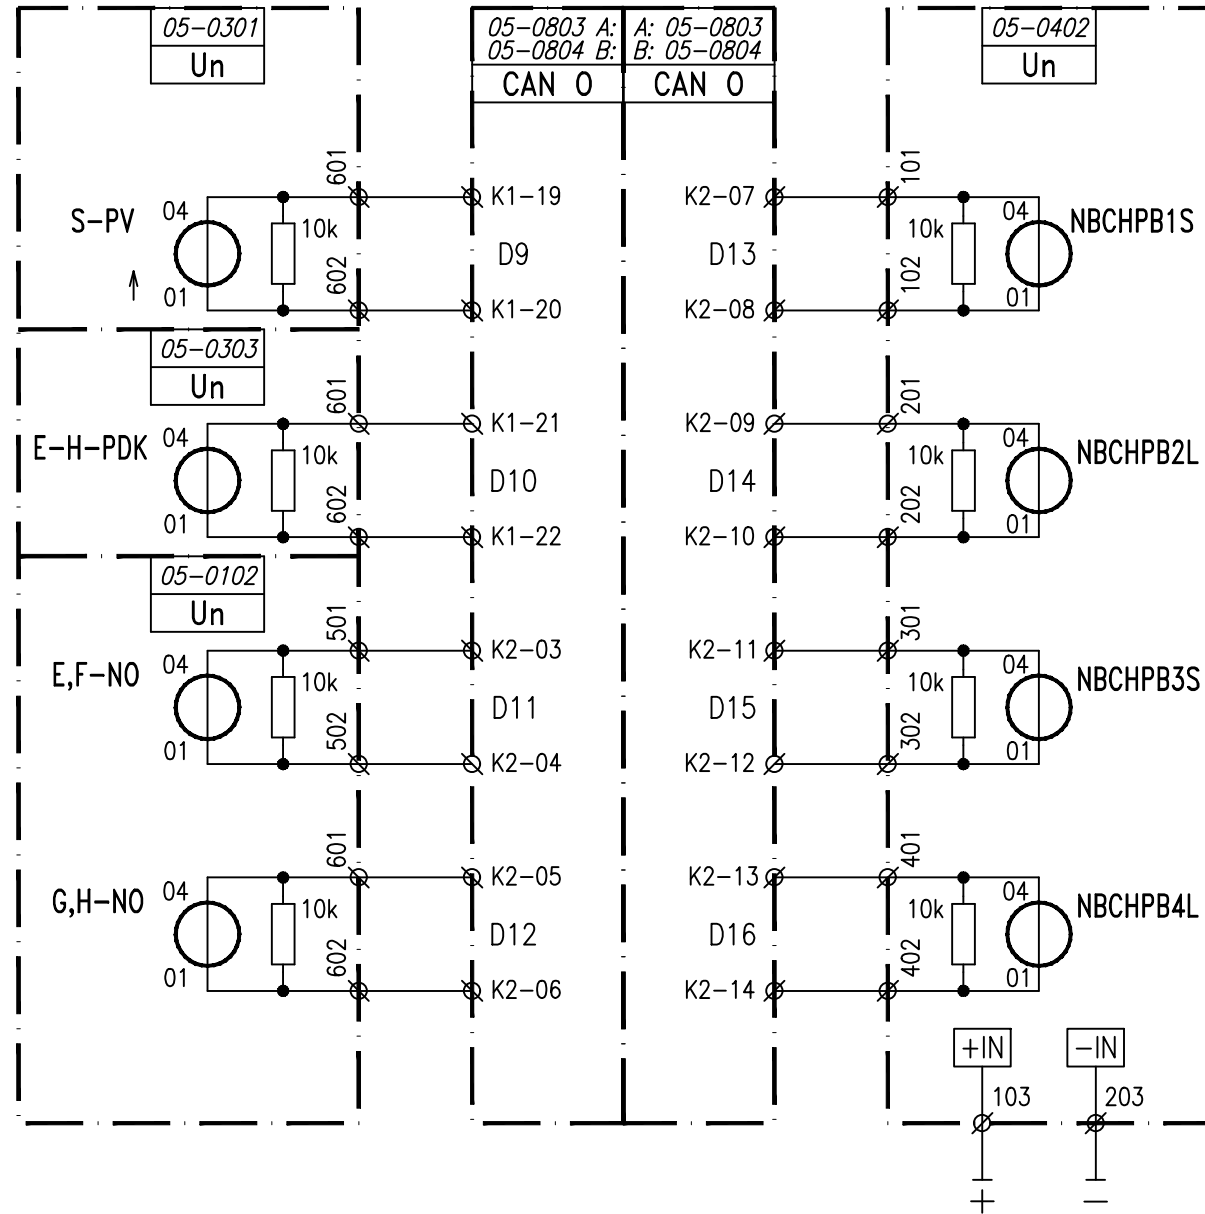 05-0301
Un
S-PV
04
01
10k
601
602
05-0303
Un
E-H-PDK
04
01
10k
601
602
05-0102
Un
E,F-NO
04
01
10k
501
502
G,H-NO
04
01
10k
601
602
05-0803 A:
05-0804 B:
CAN 0
K1-19
D9
K1-20
K1-21
D10
K1-22
K2-03
D11
K2-04
K2-05
D12
K2-06
A: 05-0803
B: 05-0804
CAN 0
K2-07
D13
K2-08
K2-09
D14
K2-10
K2-11
D15
K2-12
K2-13
D16
K2-14
05-0402
Un
101
102
10k
04
01
NBCHPB1S
201
202
10k
04
01
NBCHPB2L
301
302
10k
04
01
NBCHPB3S
401
402
10k
04
01
NBCHPB4L
+IN
103
+
-IN
203
-